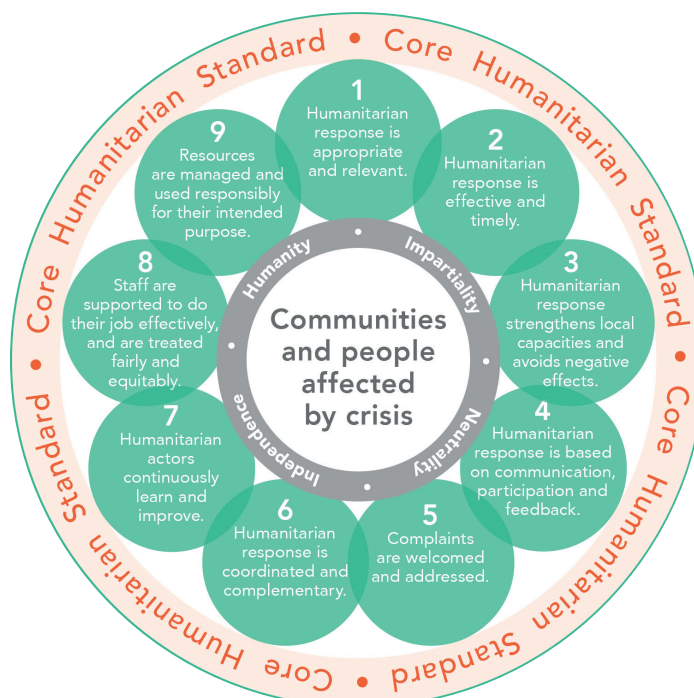 • Core Humanitarian Standard
• Core Humanitarian Standard
• Core Humanitarian Standard
• Core Humanitarian Standard
1
Humanitarian
response is
appropriate
and relevant.
2
Humanitarian
response is
effective and
timely.
3
Humanitarian
response
strengthens local
capacities and
avoids negative
effects.
4
Humanitarian
response is based
on communication,
participation and
feedback.
5
Complaints
are welcomed
and addressed.
6
Humanitarian
response is
coordinated and
complementary.
7
Humanitarian
actors
continuously
learn and
improve.
8
Staff are
supported to do
their job effectively,
and are treated
fairly and
equitably.
9
Resources
are managed and
used responsibly
for their intended
purpose.
Humanity
• Impartiality
• Neutrality
• Independence •
Communities
and people
affected
by crisis